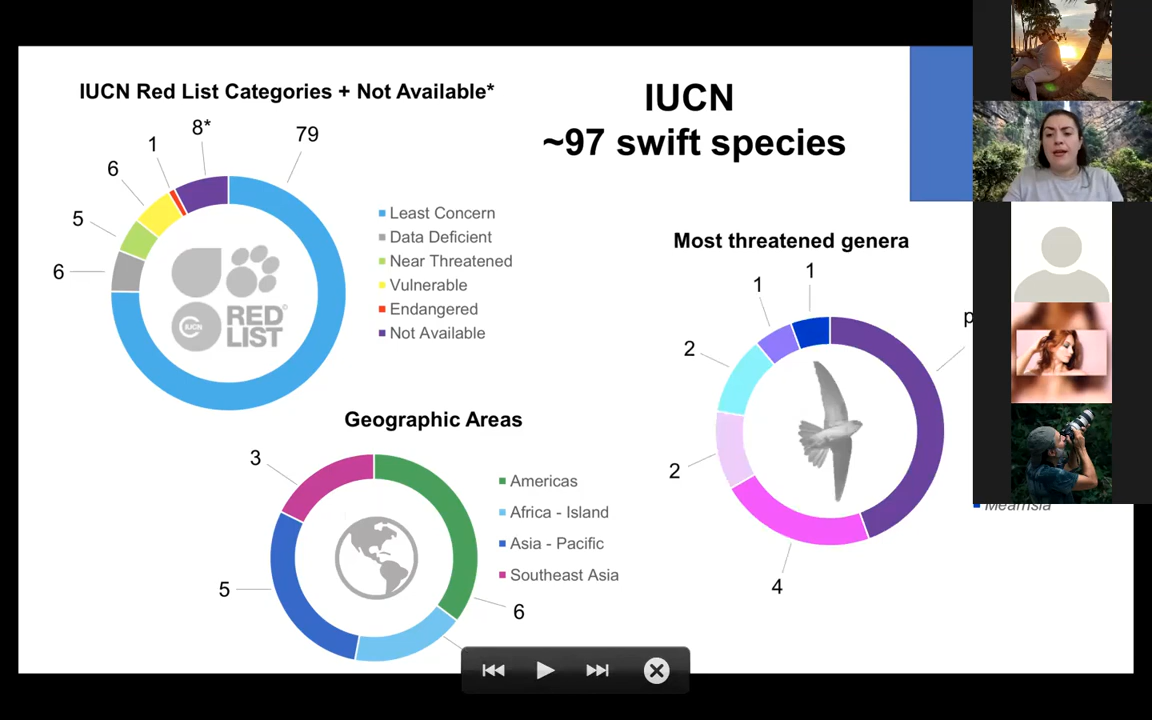 IUCN Red List Categories + Not Available*
IUCN
~97 swift species
8*
79
1
6
5
6
Least Concern
Data Deficient
Near Threatened
Vulnerable
Endangered
Not Available
IUCN
RED
LIST
©
Most threatened genera
1
1
2
2
4
p
Mearnsia
Geographic Areas
3
5
6
Americas
Africa - Island
Asia - Pacific
Southeast Asia